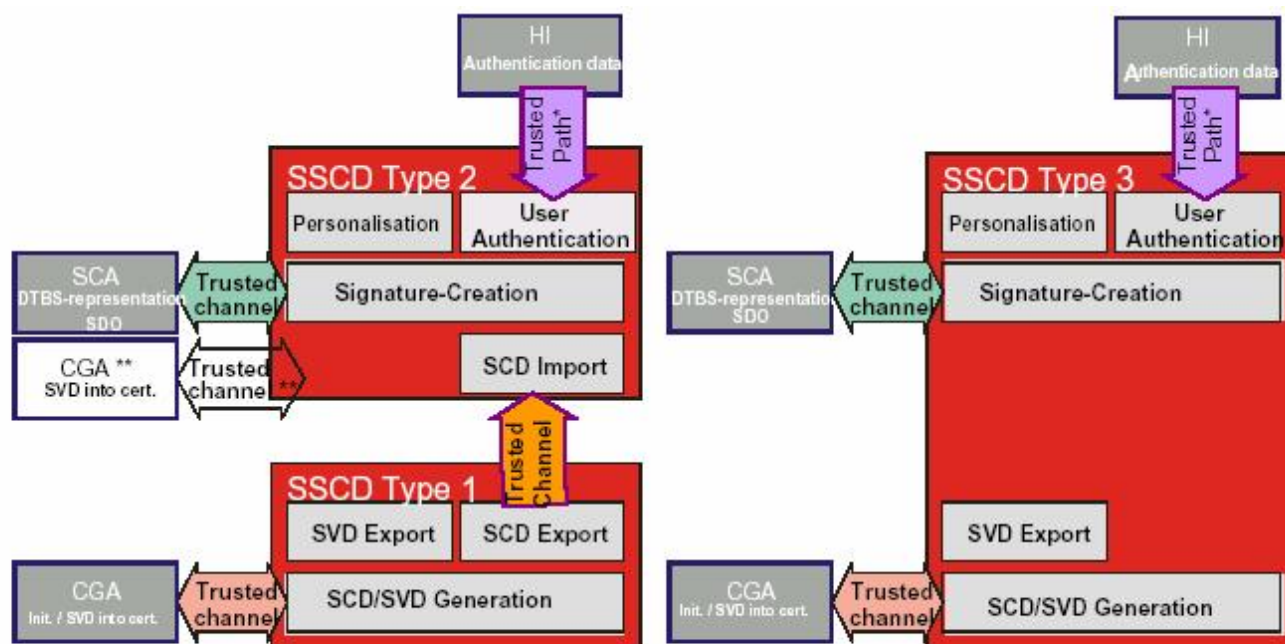 HI
Authentication data
Trusted
Path*
SSCD Type 2
Personalisation
User
Authentication
SCA
DTBS-representation
SDO
Trusted
channel
Signature-Creation
CGA **
SVD into cert.
Trusted
channel **
SCD Import
Trusted
Channel
SSCD Type 1
SVD Export
SCD Export
CGA
Init. / SVD into cert.
Trusted
channel
SCD/SVD Generation
HI
Authentication data
Trusted
Path*
SSCD Type 3
Personalisation
User
Authentication
SCA
DTBS-representatio
SDO
Trusted
channel
Signature-Creation
SVD Export
CGA
Init. / SVD into cert.
Trusted
channel
SCD/SVD Generation